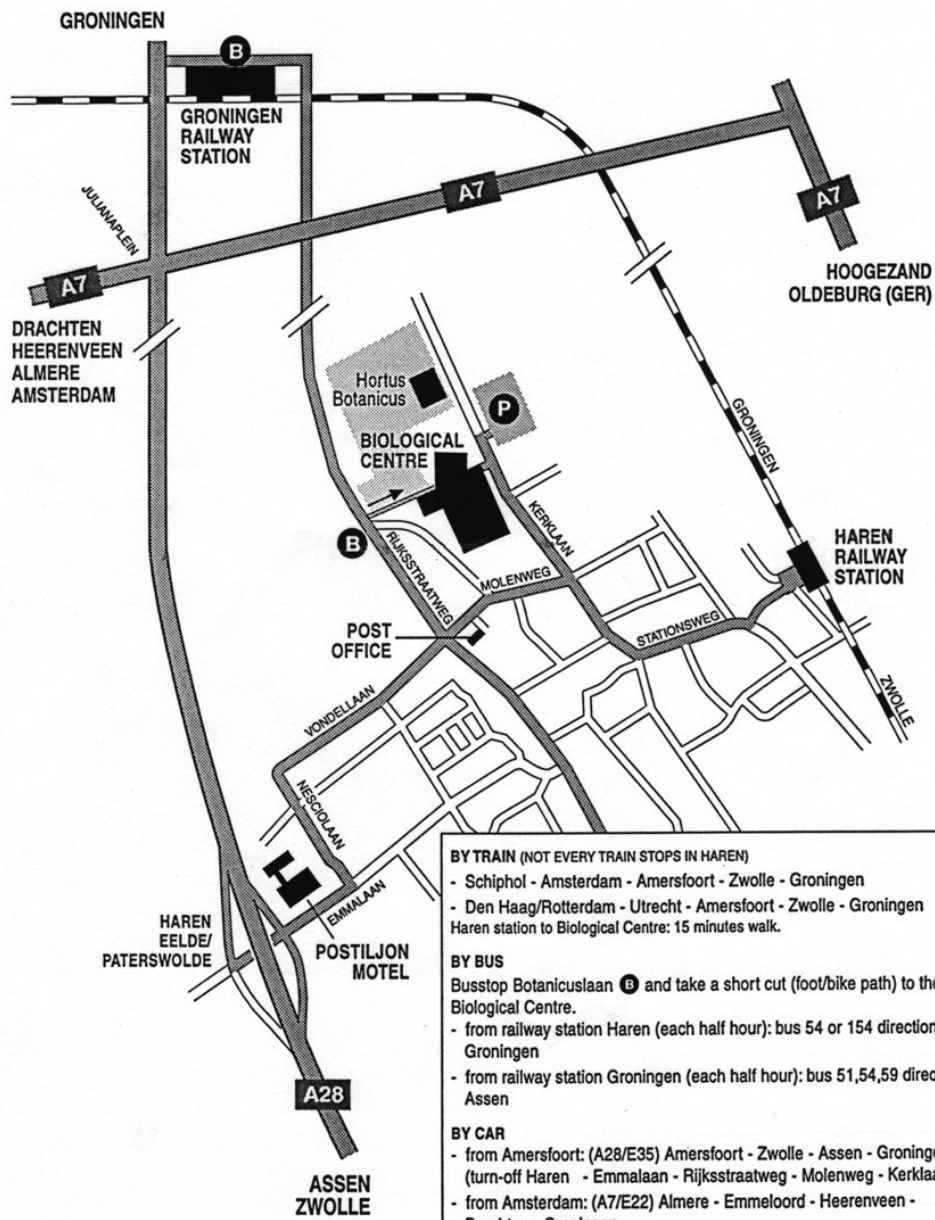 GRONINGEN
B
GRONINGEN
RAILWAY
STATION
A7
A7
JULIANAPLEIN
A7
HOOGEZAND
OLDEBURG (GER)
DRACHTEN
HEERENVEEN
ALMERE
AMSTERDAM
Hortus
Botanicus
P
BIOLOGICAL
CENTRE
GRONINGEN
KERKLAAN
B
RIJKSSTRAATWEG
MOLENWEG
HAREN
RAILWAY
STATION
POST
OFFICE
STATIONSWEG
ZWOLLE
VONDELLAAN
NESCIOLAAN
EMMALAAN
HAREN
EELDE/
PATERSWOLDE
POSTILJON
MOTEL
A28
ASSEN
ZWOLLE
BY TRAIN (NOT EVERY TRAIN STOPS IN HAREN)
- Schiphol - Amsterdam - Amersfoort - Zwolle - Groningen
- Den Haag/Rotterdam - Utrecht - Amersfoort - Zwolle - Groningen
Haren station to Biological Centre: 15 minutes walk.
BY BUS
Busstop Botanicuslaan B and take a short cut (foot/bike path) to the
Biological Centre.
- from railway station Haren (each half hour): bus 54 or 154 direction
Groningen
- from railway station Groningen (each half hour): bus 51,54,59 direc
Assen
BY CAR
- from Amersfoort: (A28/E35) Amersfoort - Zwolle - Assen - Groninge
(turn-off Haren - Emmalaan - Rijksstraatweg - Molenweg - Kerklaa
- from Amsterdam: (A7/E22) Almere - Emmeloord - Heerenveen -